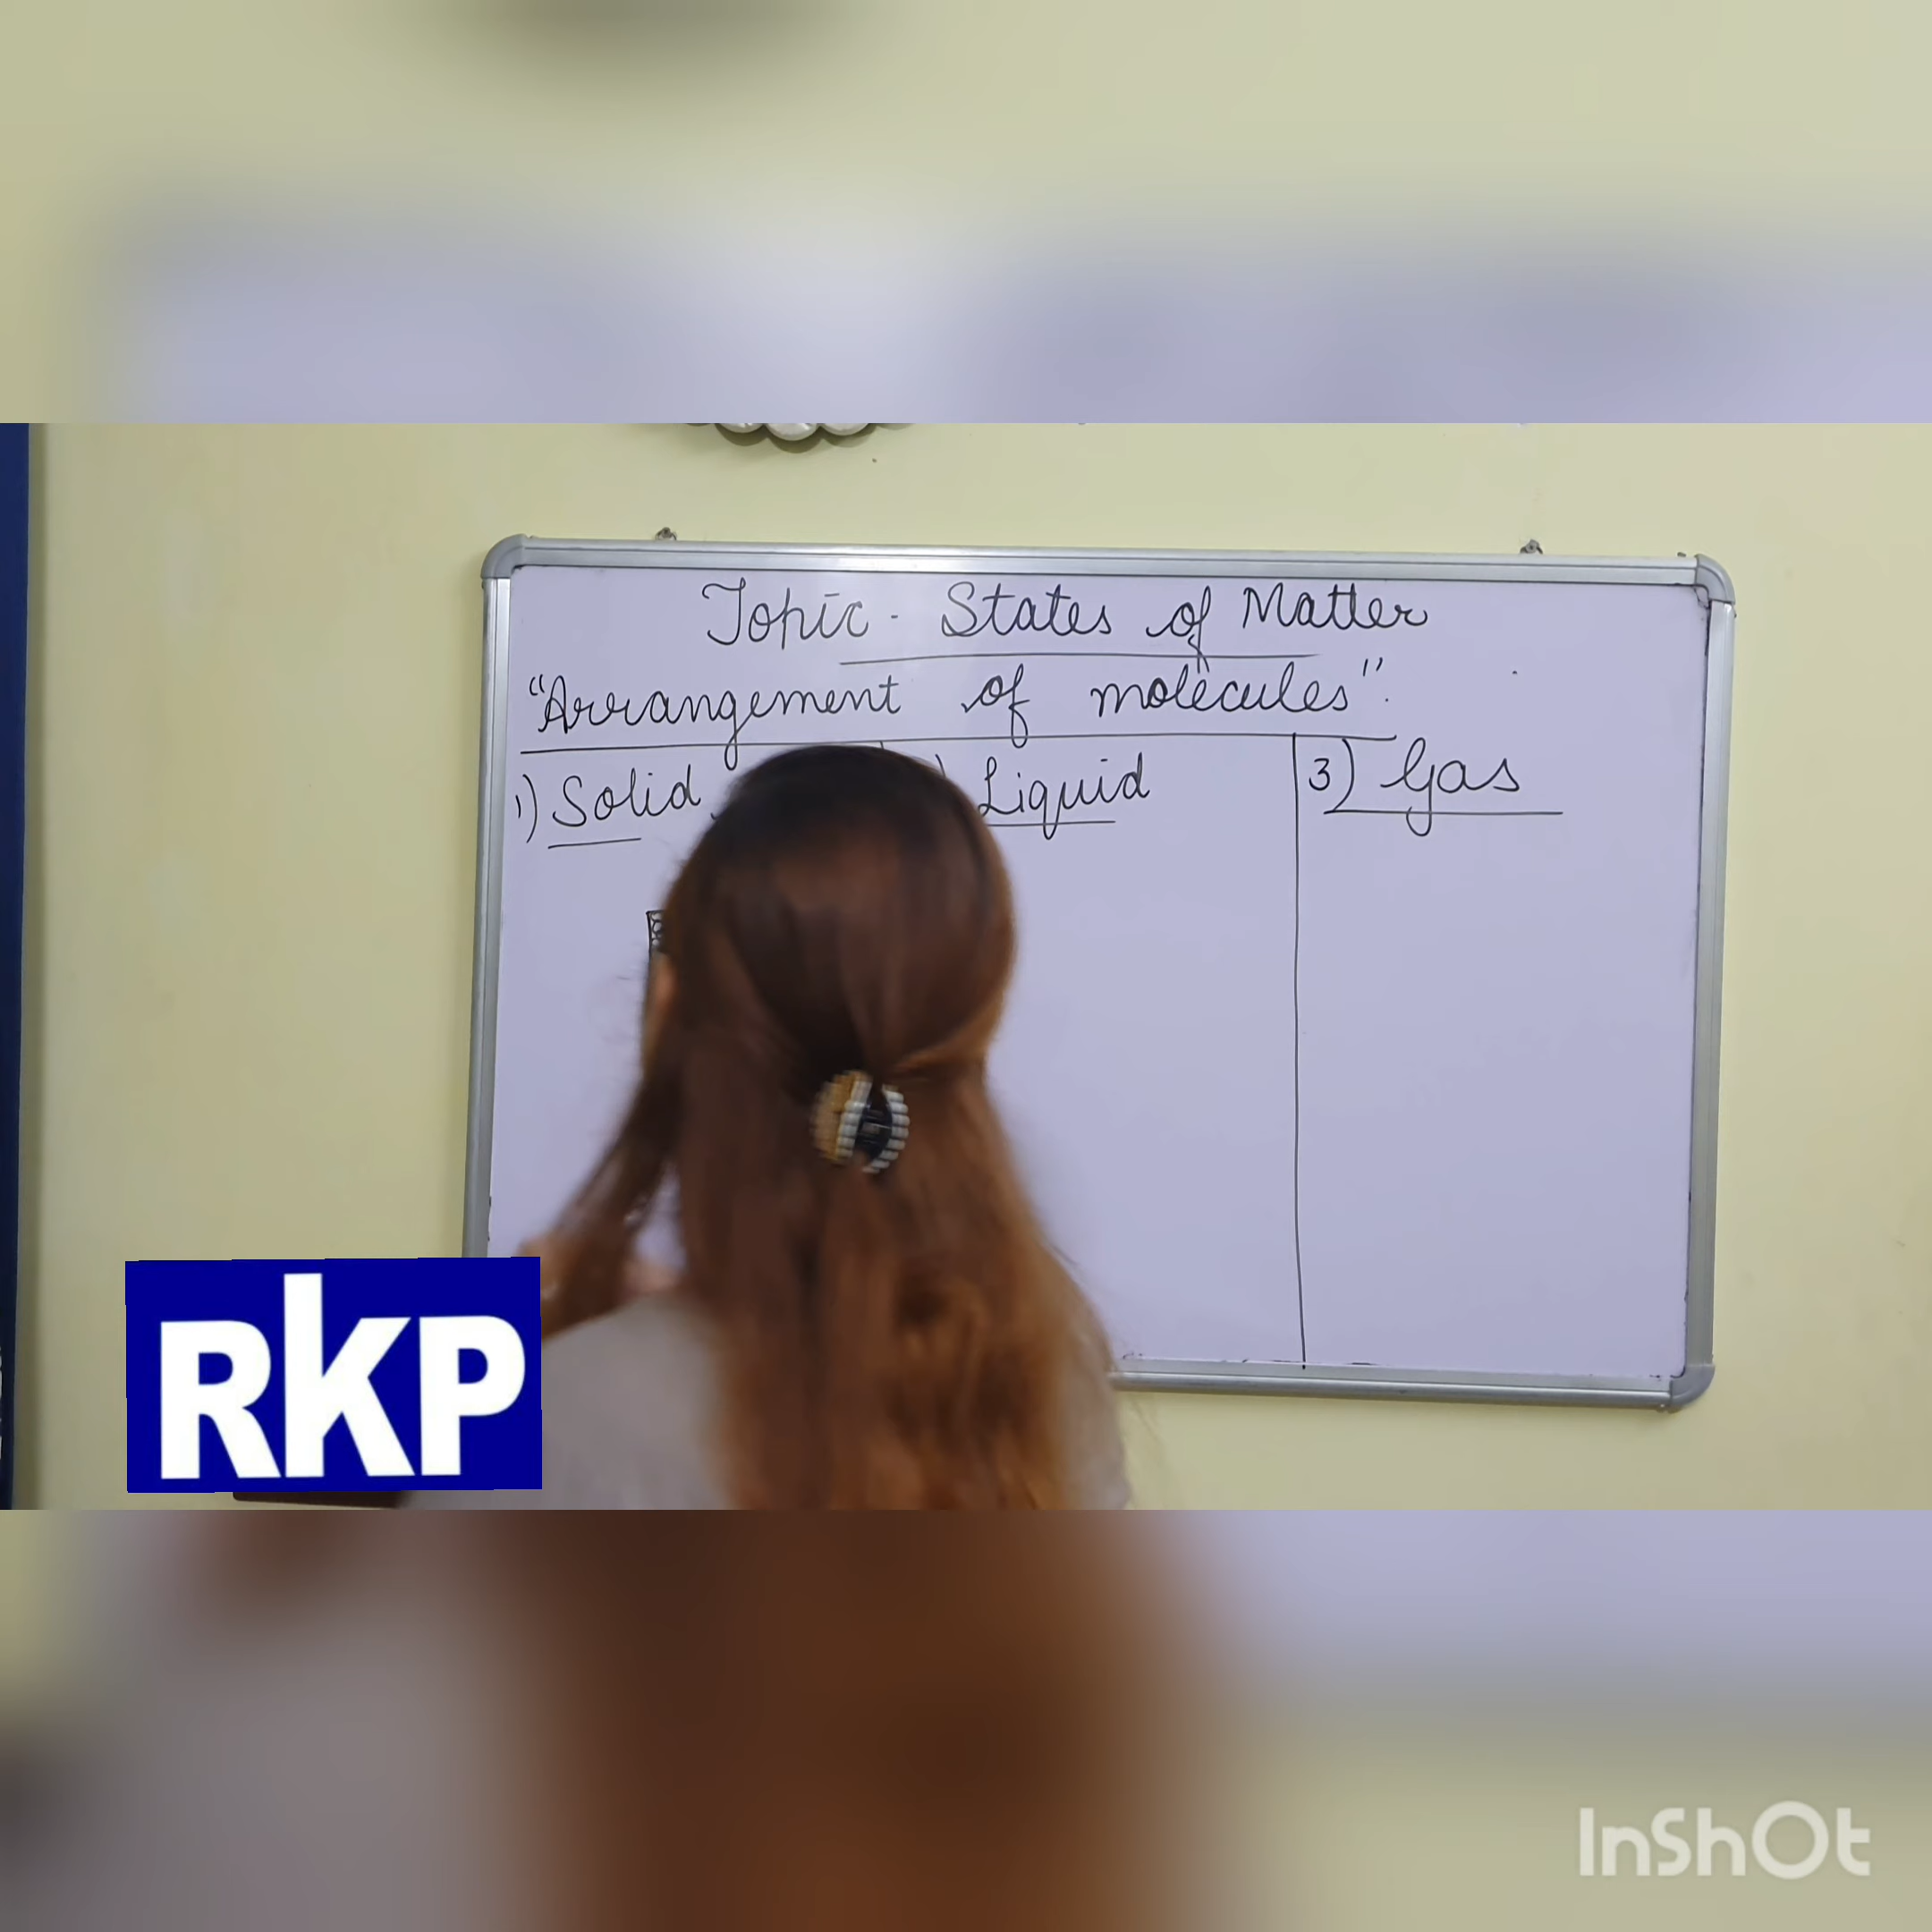 Topic - States of Matter
"Arrangement of molecules".
1) Solid
Liquid
3) Gas
RKP
InShOt